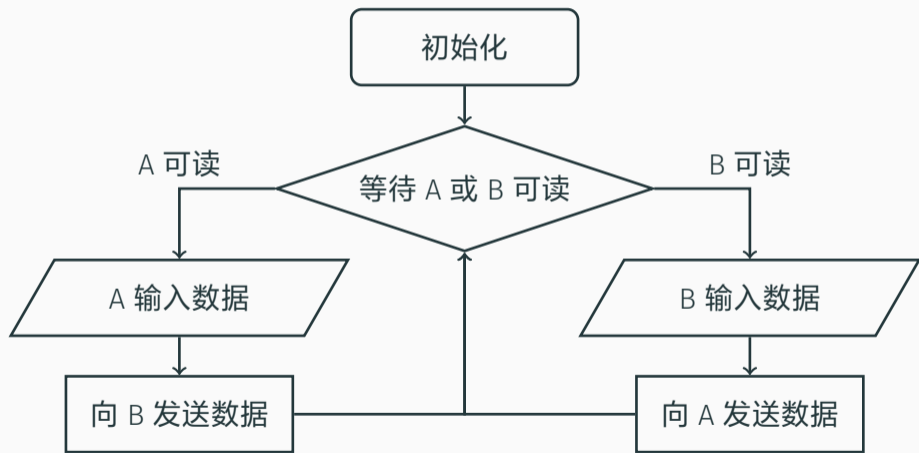 初始化
A 可读
B 可读
等待 A 或 B 可读
A 输入数据
B 输入数据
向 B 发送数据
向 A 发送数据